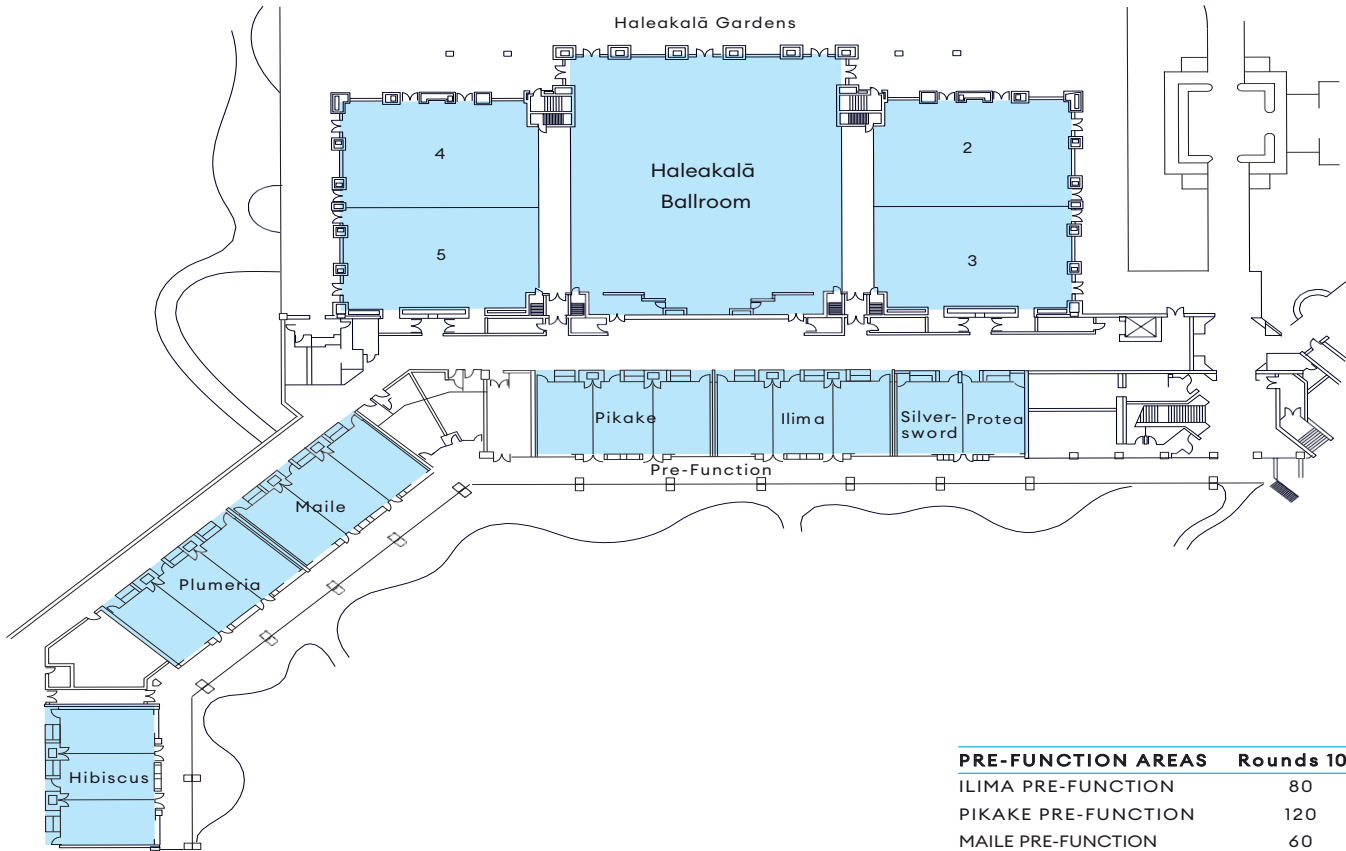 Haleakalā Gardens
4
Haleakalā
Ballroom
2
5
3
Pikake
Ilima
Silver-
sword
Protea
Pre-Function
Maile
Plumeria
Hibiscus
PRE-FUNCTION AREAS Rounds 10
ILIMA PRE-FUNCTION 80
PIKAKE PRE-FUNCTION 120
MAILE PRE-FUNCTION 60